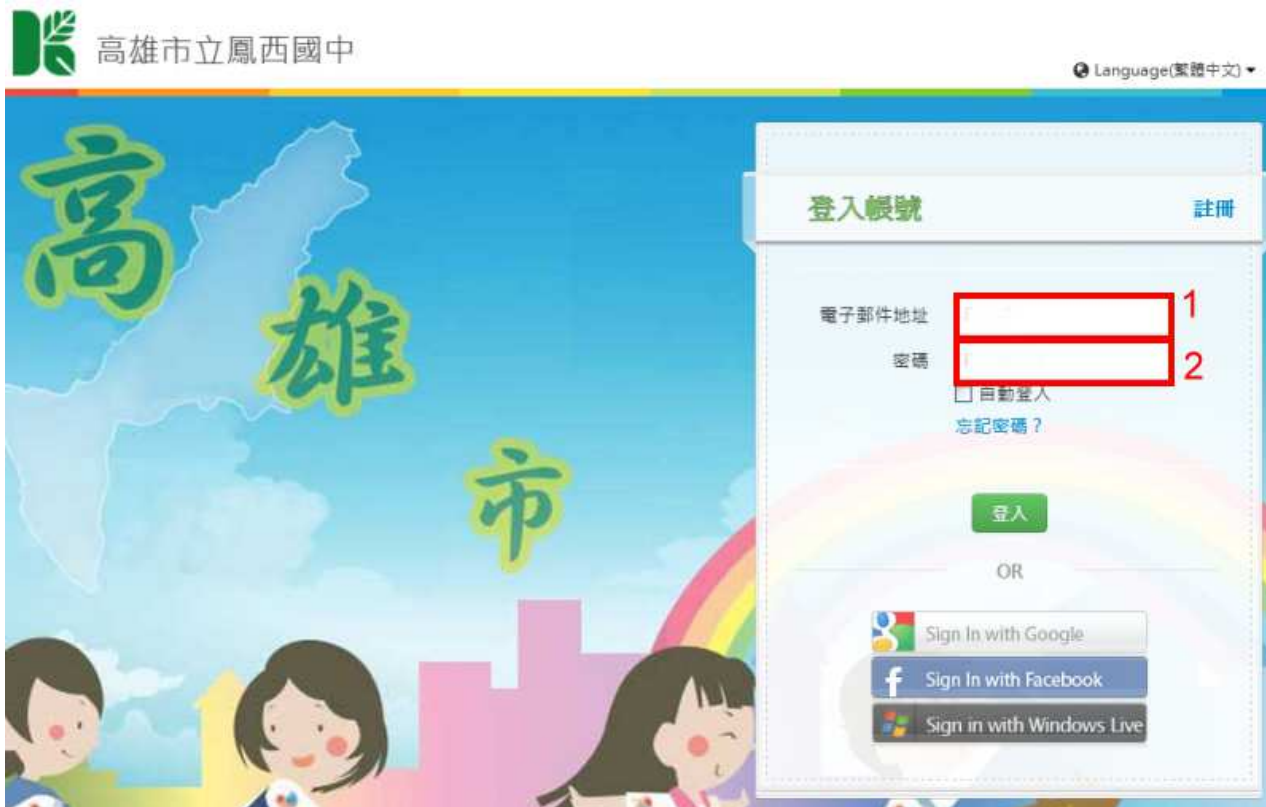 高雄市立鳳西國中
Language(繁體中文)
高
雄
市
登入帳號
註冊
電子郵件地址
1
密碼
2
自動登入
忘記密碼？
登入
OR
Sign In with Google
Sign In with Facebook
Sign in with Windows Live